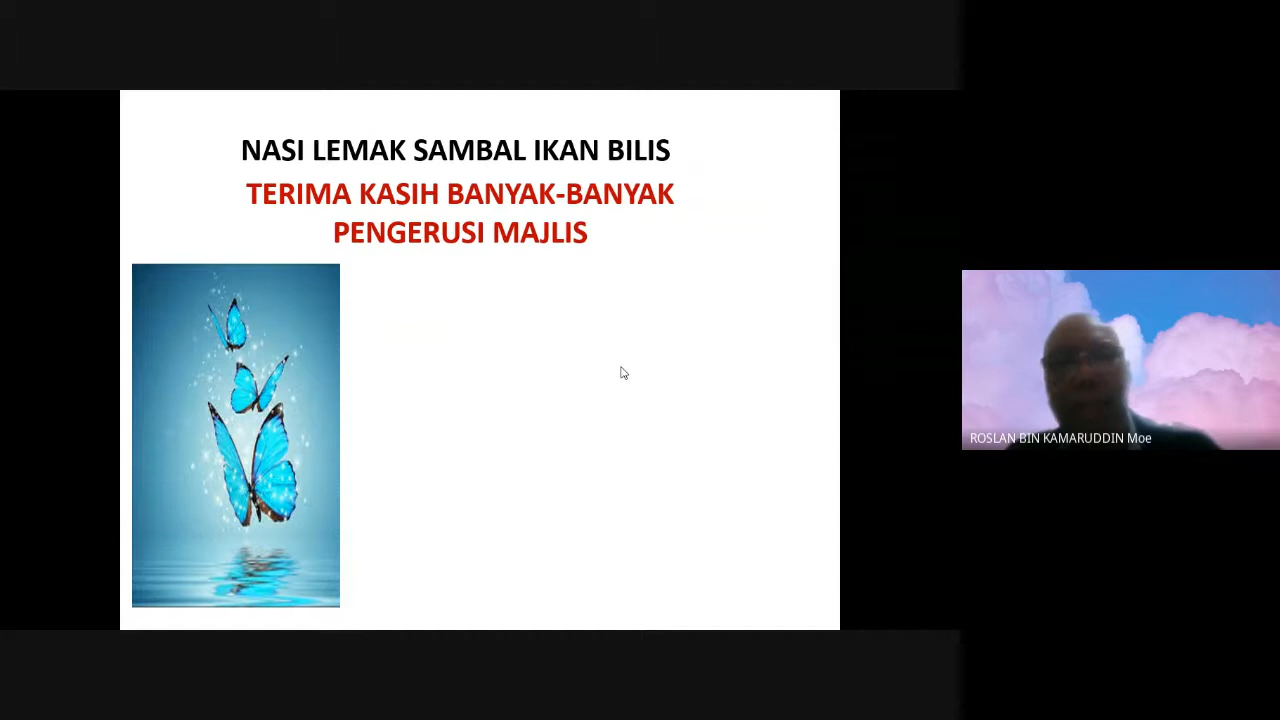 NASI LEMAK SAMBAL IKAN BILIS
TERIMA KASIH BANYAK-BANYAK
PENGERUSI MAJLIS
ROSLAN BIN KAMARUDDIN Moe